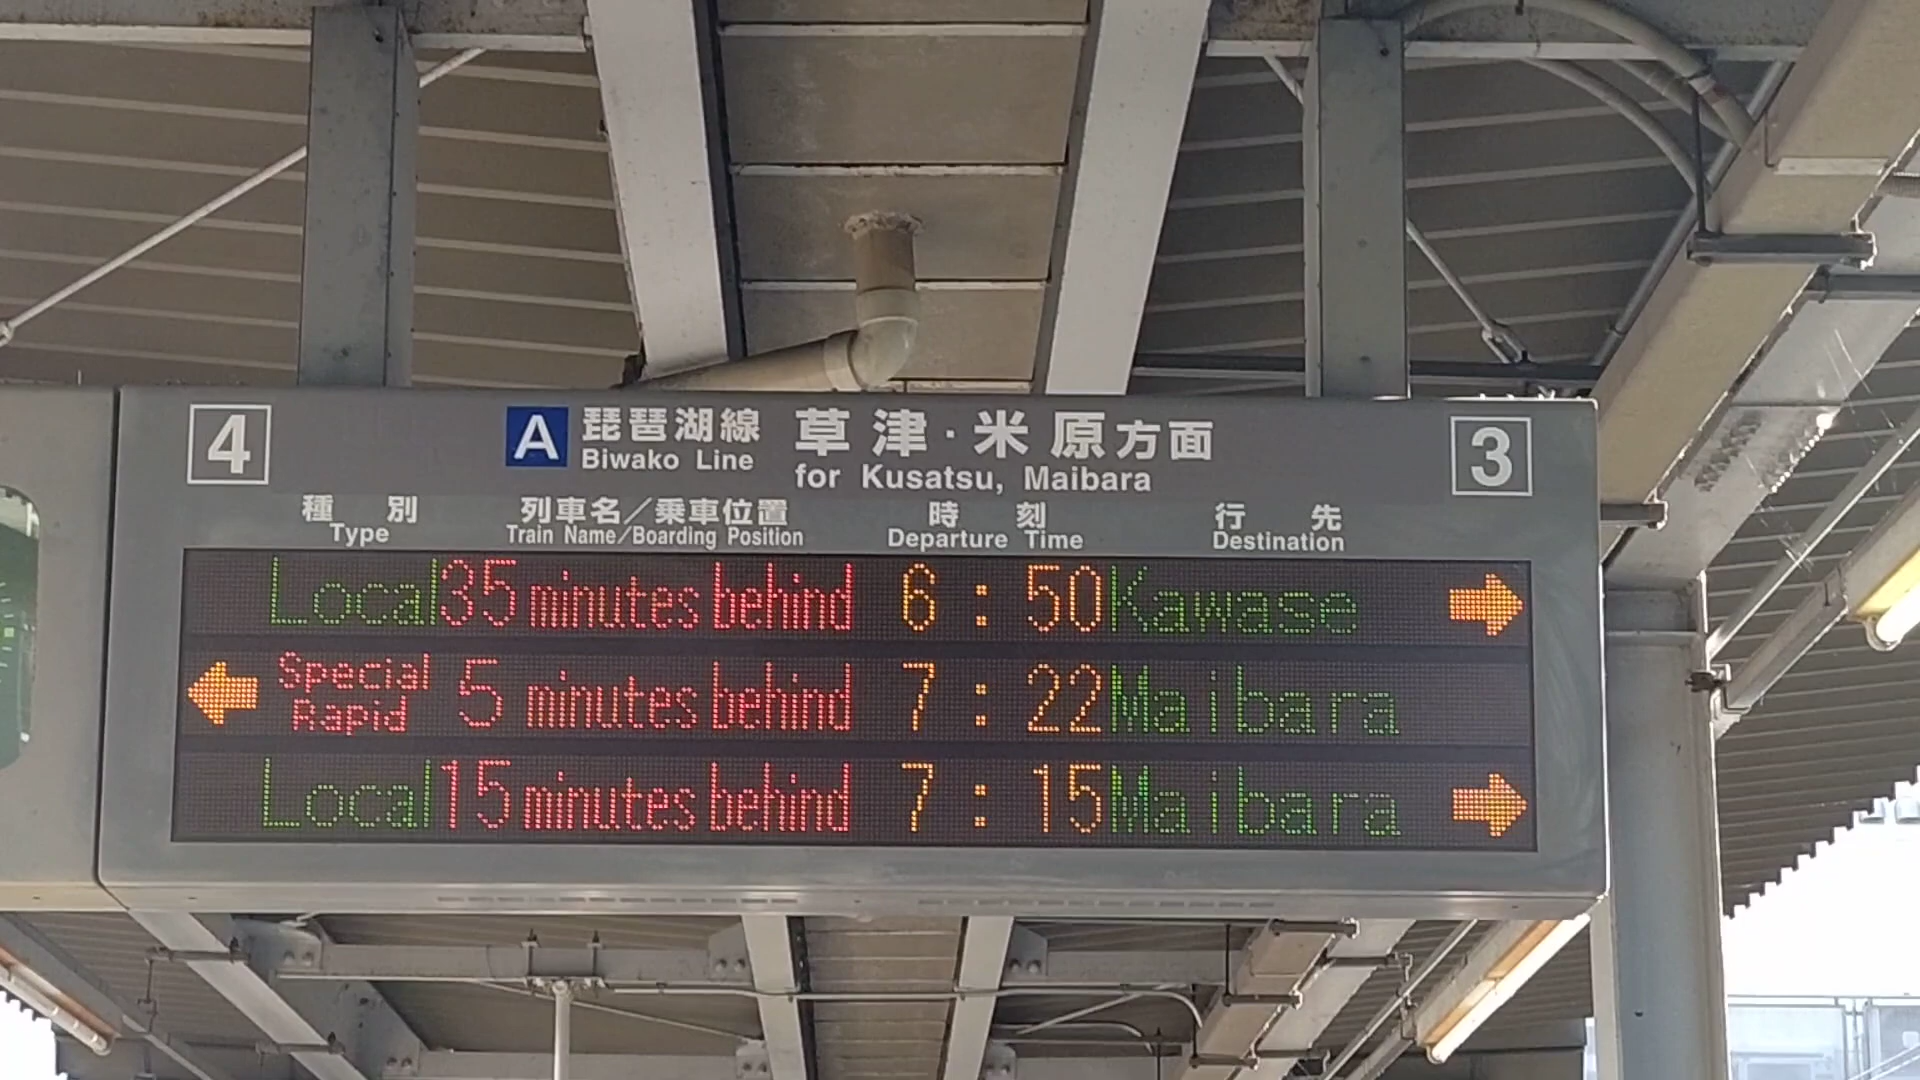 4 A 琵琶湖線 草津・米原方面 3
Biwako Line for Kusatsu, Maibara
種別 列車名／乗車位置 時刻 行先
Type Train Name/Boarding Position Departure Time Destination
Local 35 minutes behind 6:50 Kawase
Special Rapid 5 minutes behind 7:22 Maibara
Local 15 minutes behind 7:15 Maibara